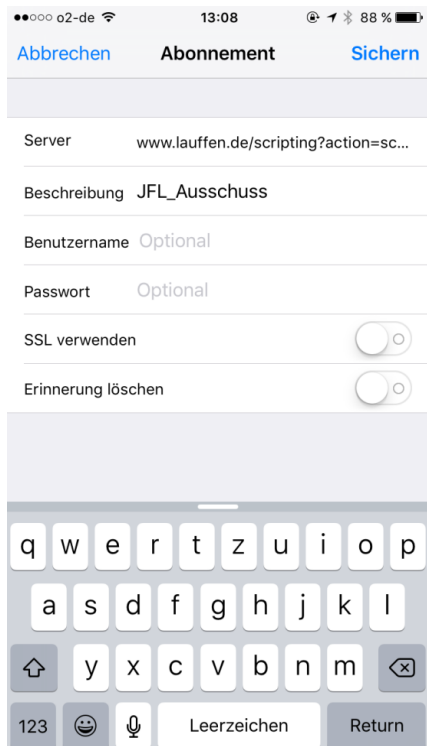 o2-de 13:08 88 %
Abbrechen Abonnement Sichern
Server www.lauffen.de/scripting?action=sc...
Beschreibung JFL_Ausschuss
Benutzername Optional
Passwort Optional
SSL verwenden
Erinnerung löschen
q w e r t z u i o p
a s d f g h j k l
y x c v b n m
123 Leerzeichen Return